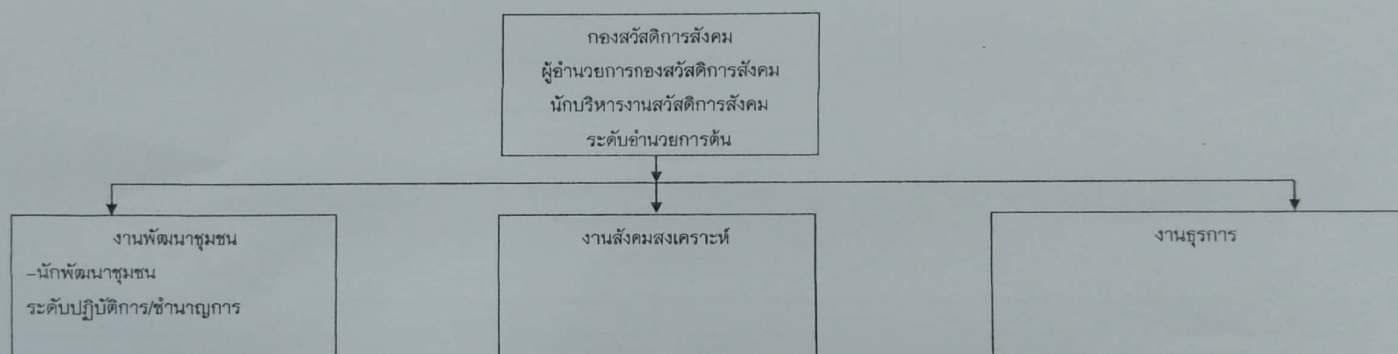 กองสวัสดิการสังคม
ผู้อำนวยการกองสวัสดิการสังคม
นักบริหารงานสวัสดิการสังคม
ระดับอำนวยการต้น
งานพัฒนาชุมชน
–นักพัฒนาชุมชน
ระดับปฏิบัติการ/ชำนาญการ
งานสังคมสงเคราะห์
งานธุรการ